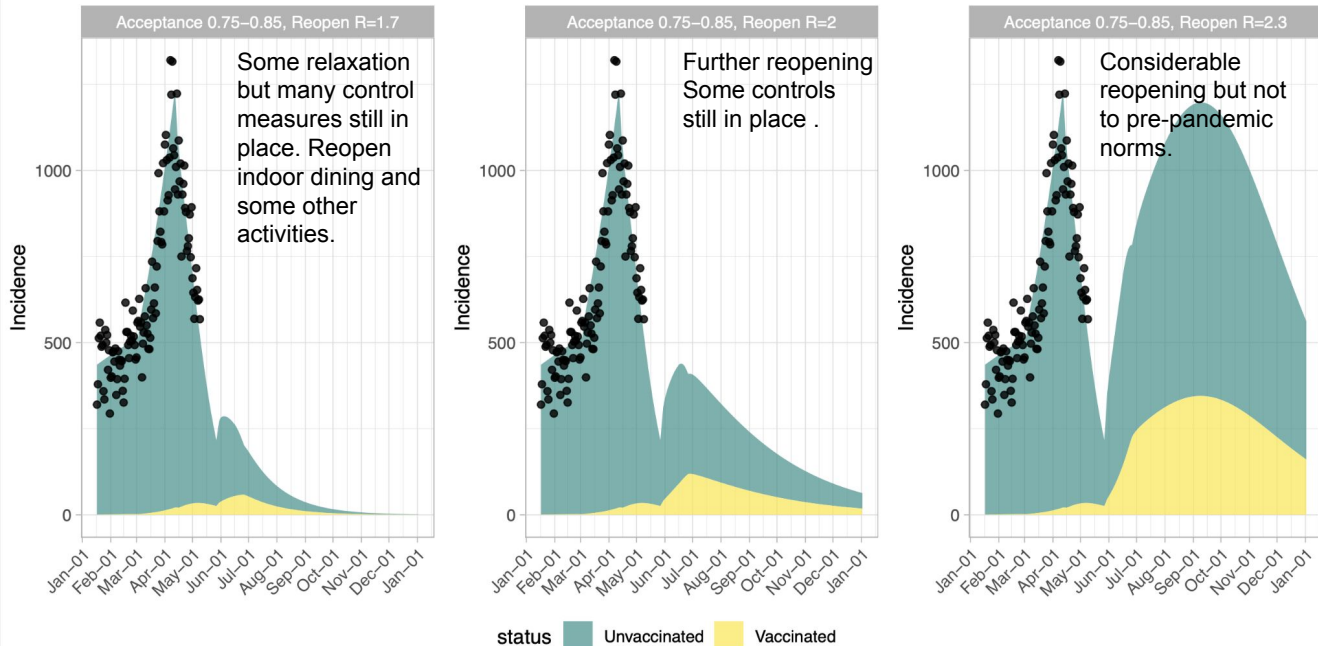 Acceptance 0.75−0.85, Reopen R=1.7
Some relaxation
but many control
measures still in
place. Reopen
indoor dining and
some other
activities.
Incidence
1000
500
0
Jan−01
Feb−01
Mar−01
Apr−01
May−01
Jun−01
Jul−01
Aug−01
Sep−01
Oct−01
Nov−01
Dec−01
Jan−01
Acceptance 0.75−0.85, Reopen R=2
Further reopening
Some controls
still in place .
Incidence
1000
500
0
Jan−01
Feb−01
Mar−01
Apr−01
May−01
Jun−01
Jul−01
Aug−01
Sep−01
Oct−01
Nov−01
Dec−01
Jan−01
Acceptance 0.75−0.85, Reopen R=2.3
Considerable
reopening but not
to pre-pandemic
norms.
Incidence
1000
500
0
Jan−01
Feb−01
Mar−01
Apr−01
May−01
Jun−01
Jul−01
Aug−01
Sep−01
Oct−01
Nov−01
Dec−01
Jan−01
status Unvaccinated Vaccinated